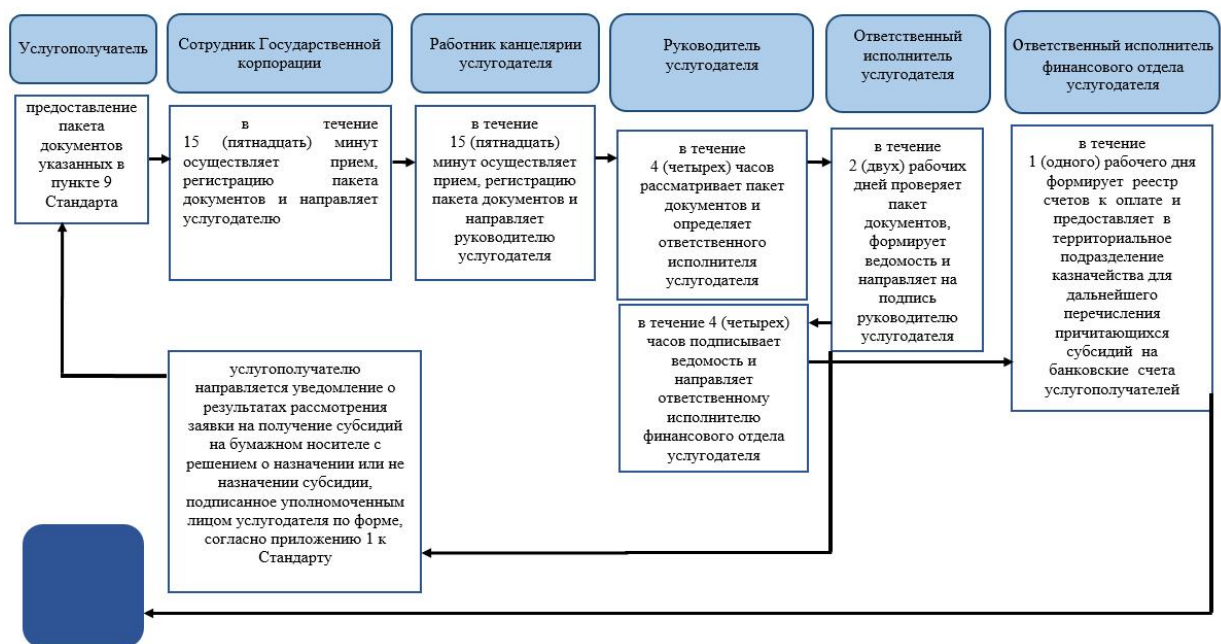 Услугополучатель
Сотрудник Государственной
корпорации
Работник канцелярии
услугодателя
Руководитель
услугодателя
Ответственный
исполнитель
услугодателя
Ответственный исполнитель
финансового отдела
услугодателя
предоставление
пакета
документов
указанных в
пункте 9
Стандарта
в течение
15 (пятнадцать) минут
осуществляет прием,
регистрацию пакета
документов и направляет
услугодателю
в течение
15 (пятнадцать)
минут осуществляет
прием, регистрацию
пакета документов и
направляет
руководителю
услугодателя
в течение
4 (четырех) часов
рассматривает пакет
документов и
определяет
ответственного
исполнителя
услугодателя
в течение
2 (двух) рабочих
дней проверяет
пакет
документов,
формирует
ведомость и
направляет на
подпись
руководителю
услугодателя
в течение
1 (одного) рабочего дня
формирует реестр
счетов к оплате и
предоставляет в
территориальное
подразделение
казначейства для
дальнейшего
перечисления
причитающихся
субсидий на
банковские счета
услугополучателей
в течение 4 (четырех)
часов подписывает
ведомость и
направляет
ответственному
исполнителю
финансового отдела
услугодателя
услугополучателю
направляется уведомление о
результатах рассмотрения
заявки на получение субсидий
на бумажном носителе с
решением о назначении или не
назначении субсидии,
подписанное уполномоченным
лицом услугодателя по форме,
согласно приложению 1 к
Стандарту